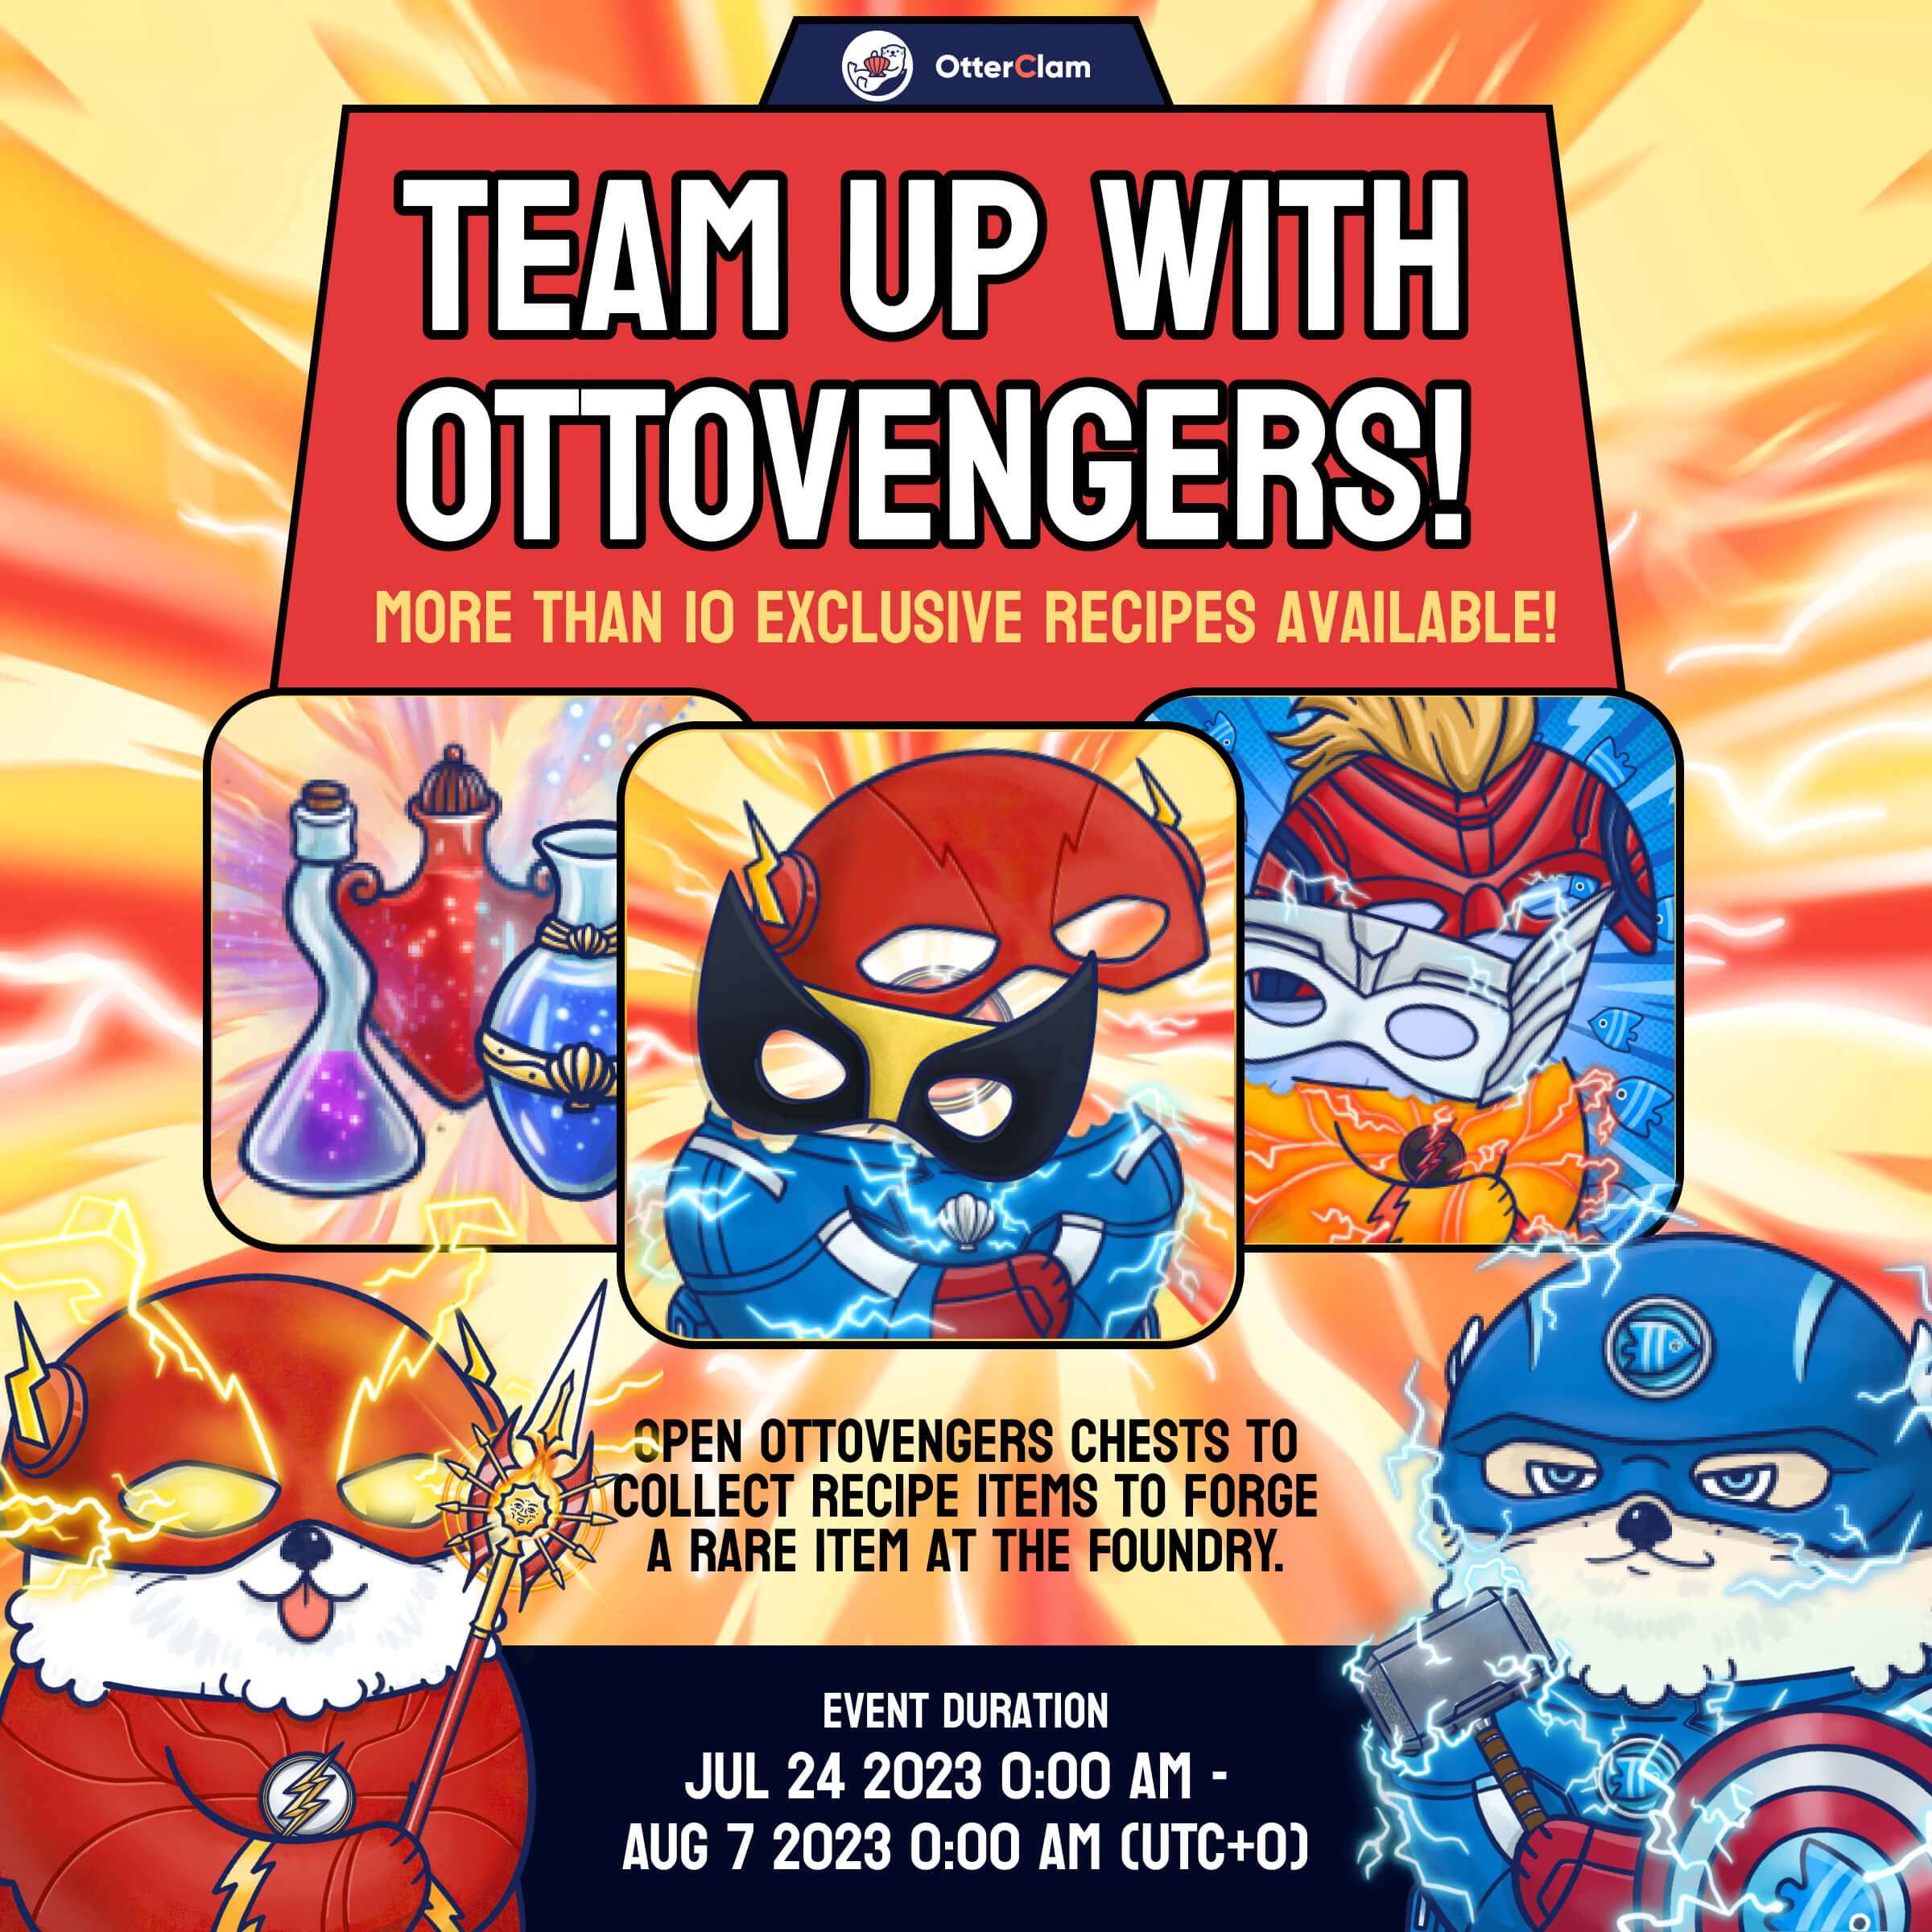 OtterClam
TEAM UP WITH
OTTOVENGERS!
MORE THAN 10 EXCLUSIVE RECIPES AVAILABLE!
OPEN OTTOVENGERS CHESTS TO
COLLECT RECIPE ITEMS TO FORGE
A RARE ITEM AT THE FOUNDRY.
EVENT DURATION
JUL 24 2023 0:00 AM -
AUG 7 2023 0:00 AM (UTC+0)